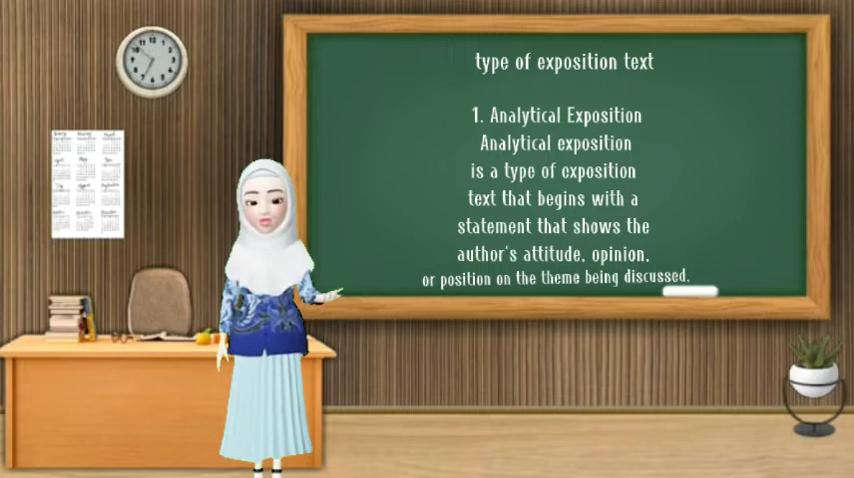 type of exposition text
1. Analytical Exposition
Analytical exposition
is a type of exposition
text that begins with a
statement that shows the
author's attitude, opinion,
or position on the theme being discussed.